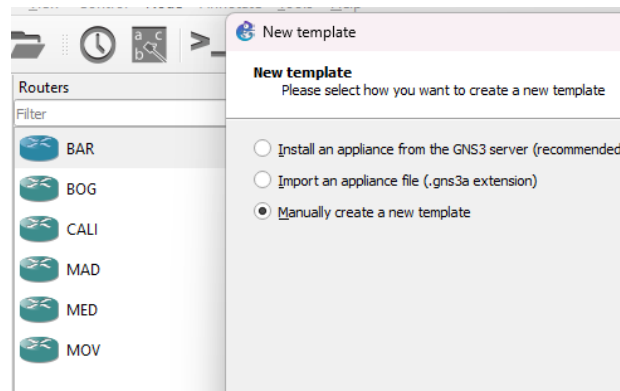 New template
a c
b
>_
New template
Please select how you want to create a new template
Routers
Filter
Install an appliance from the GNS3 server (recommended
BAR
Import an appliance file (.gns3a extension)
BOG
Manually create a new template
CALI
MAD
MED
MOV